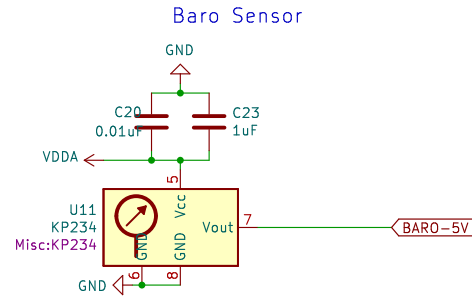 Baro Sensor
GND
C20
0.01uF
C23
1uF
VDDA
5
Vcc
U11
KP234
Misc:KP234
Vout
7
BARO-5V
GND
GND
6
8
GND